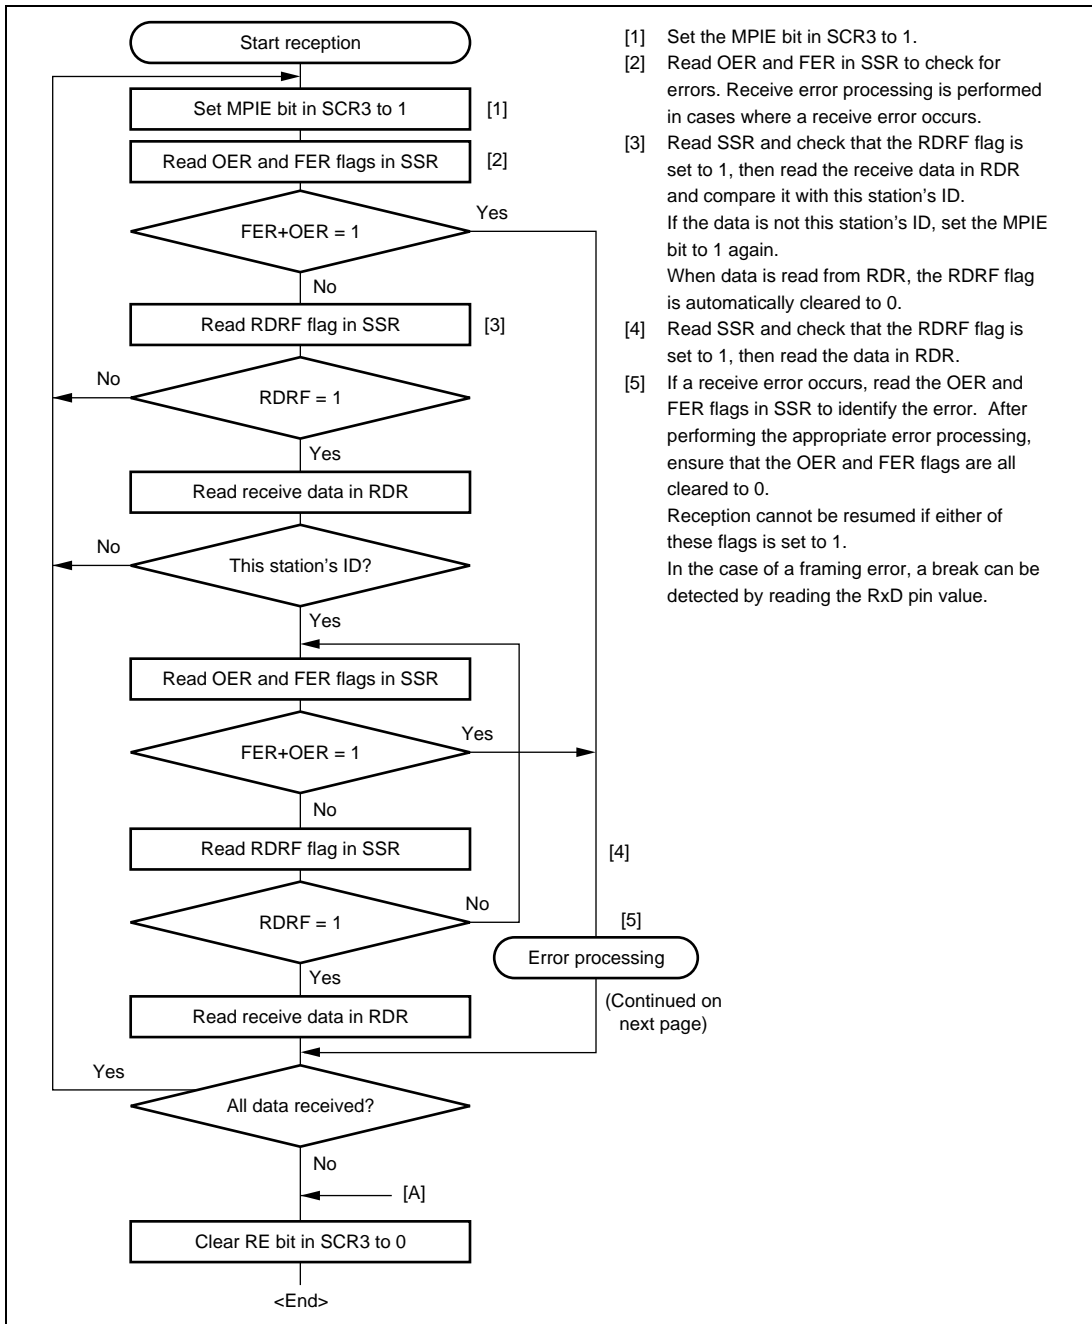 Start reception
Set MPIE bit in SCR3 to 1
[1]
Read OER and FER flags in SSR
[2]
FER+OER = 1
Yes
No
Read RDRF flag in SSR
[3]
No
RDRF = 1
Yes
Read receive data in RDR
No
This station's ID?
Yes
Read OER and FER flags in SSR
FER+OER = 1
Yes
No
Read RDRF flag in SSR
[4]
RDRF = 1
No
[5]
Error processing
Yes
(Continued on
next page)
Read receive data in RDR
Yes
All data received?
No
[A]
Clear RE bit in SCR3 to 0
<End>
[1] Set the MPIE bit in SCR3 to 1.
[2] Read OER and FER in SSR to check for
errors. Receive error processing is performed
in cases where a receive error occurs.
[3] Read SSR and check that the RDRF flag is
set to 1, then read the receive data in RDR
and compare it with this station's ID.
If the data is not this station's ID, set the MPIE
bit to 1 again.
When data is read from RDR, the RDRF flag
is automatically cleared to 0.
[4] Read SSR and check that the RDRF flag is
set to 1, then read the data in RDR.
[5] If a receive error occurs, read the OER and
FER flags in SSR to identify the error. After
performing the appropriate error processing,
ensure that the OER and FER flags are all
cleared to 0.
Reception cannot be resumed if either of
these flags is set to 1.
In the case of a framing error, a break can be
detected by reading the RxD pin value.